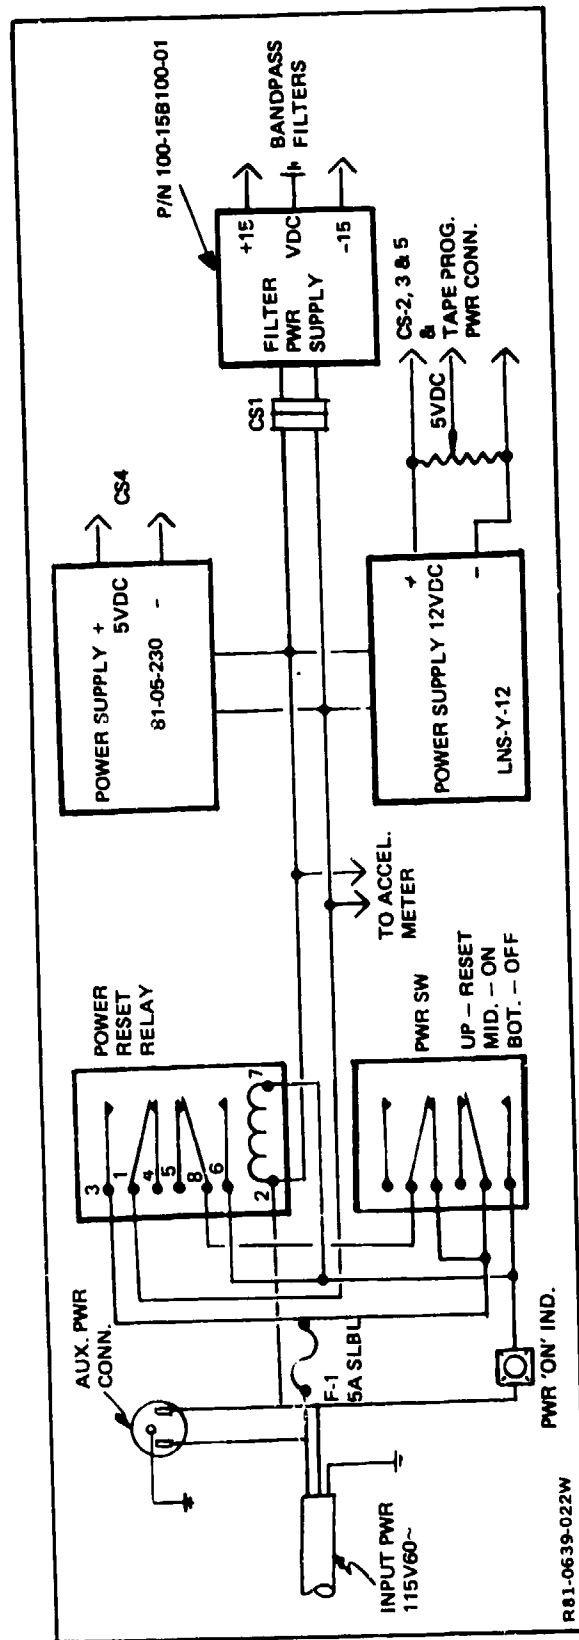 AUX. PWR
CONN.
INPUT PWR
115V60~
F-1
5A SLBL
PWR 'ON' IND.
POWER
RESET
RELAY
3
1
4
5
8
6
2
7
PWR SW
UP – RESET
MID. – ON
BOT. – OFF
TO ACCEL.
METER
POWER SUPPLY +
5VDC
81-05-230 -
CS4
POWER SUPPLY 12VDC
+
-
LNS-Y-12
CS1
FILTER
PWR
SUPPLY
+15
VDC
-15
P/N 100-15B100-01
BANDPASS
FILTERS
5VDC
CS-2, 3 & 5
&
TAPE PROG.
PWR CONN.
R81-0639-022W